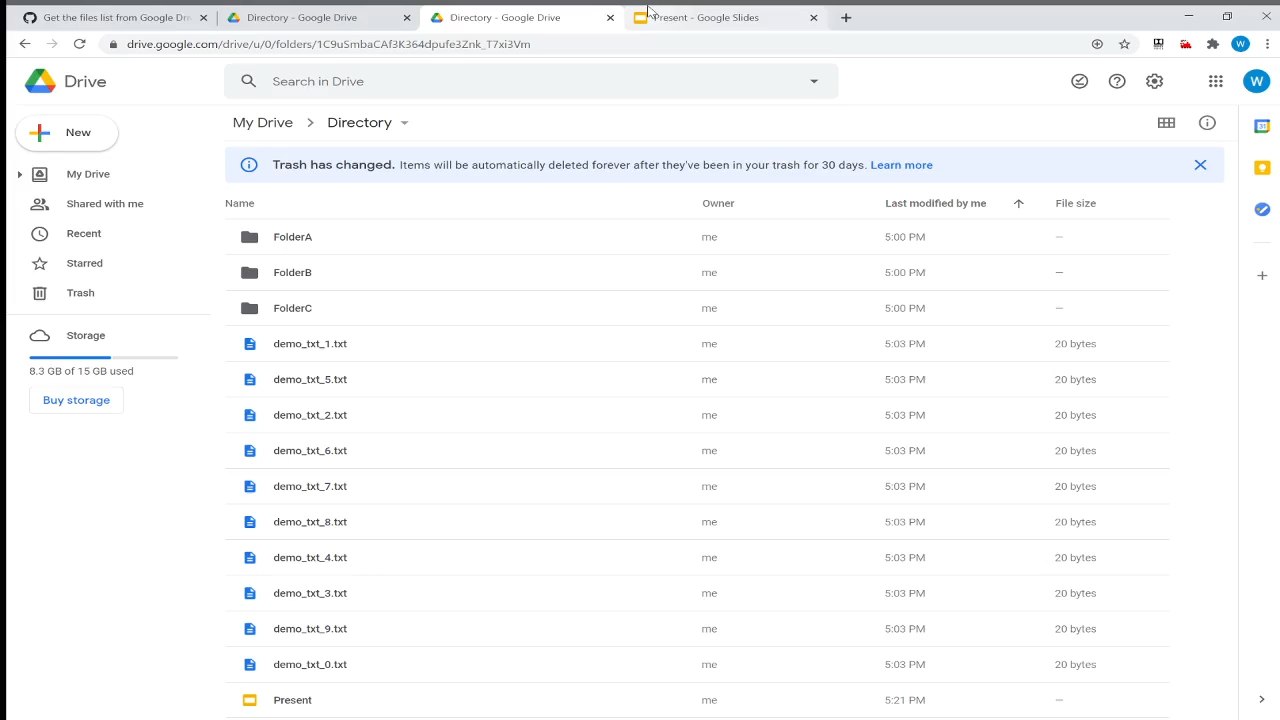 Get the files list from Google Dri
Directory - Google Drive
Directory - Google Drive
Present - Google Slides
drive.google.com/drive/u/0/folders/1C9uSmbaCAf3K364dpufe3Znk_T7xi3Vm
W
Drive
Search in Drive
W
New
My Drive
Directory
31
Trash has changed. Items will be automatically deleted forever after they've been in your trash for 30 days. Learn more
My Drive
Shared with me
Recent
Starred
Trash
Storage
8.3 GB of 15 GB used
Buy storage
Name Owner Last modified by me File size
FolderA me 5:00 PM —
FolderB me 5:00 PM —
FolderC me 5:00 PM —
demo_txt_1.txt me 5:03 PM 20 bytes
demo_txt_5.txt me 5:03 PM 20 bytes
demo_txt_2.txt me 5:03 PM 20 bytes
demo_txt_6.txt me 5:03 PM 20 bytes
demo_txt_7.txt me 5:03 PM 20 bytes
demo_txt_8.txt me 5:03 PM 20 bytes
demo_txt_4.txt me 5:03 PM 20 bytes
demo_txt_3.txt me 5:03 PM 20 bytes
demo_txt_9.txt me 5:03 PM 20 bytes
demo_txt_0.txt me 5:03 PM 20 bytes
Present me 5:21 PM —